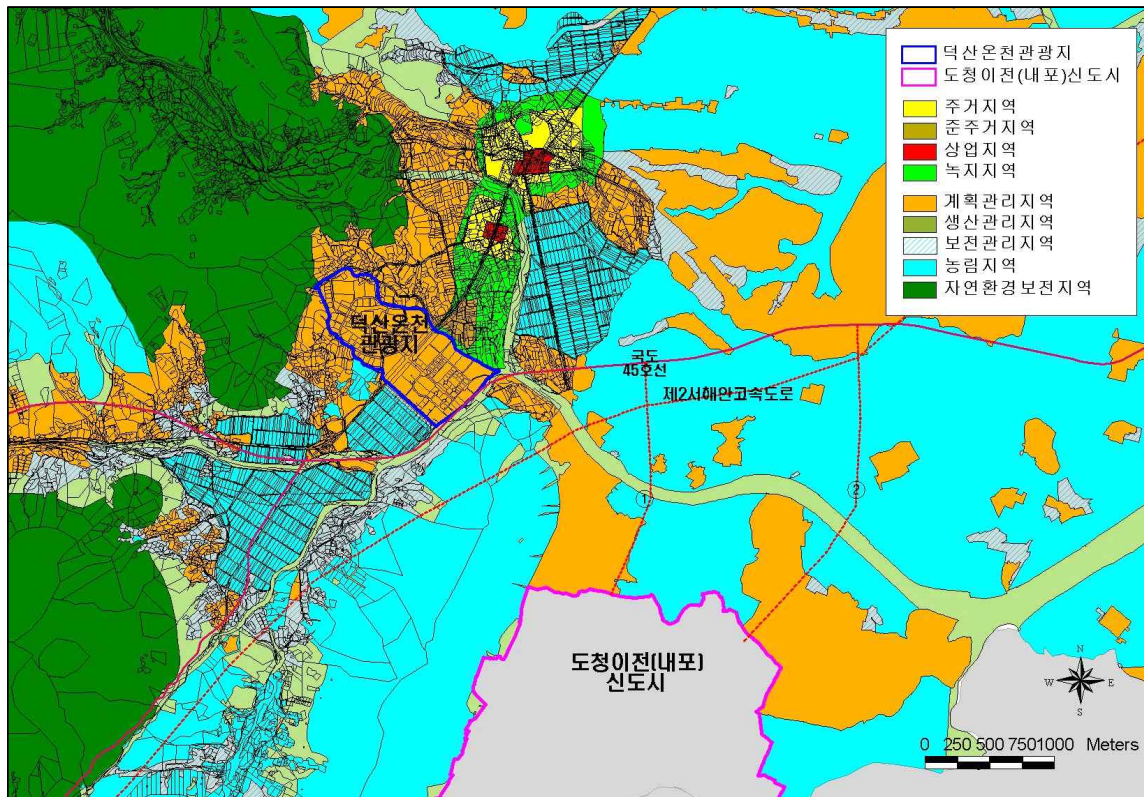 덕산온천관광지
도청이전(내포)신도시
주거지역
준주거지역
상업지역
녹지지역
계획관리지역
생산관리지역
보전관리지역
농림지역
자연환경보전지역
덕산온천
관광지
국도
45호선
제2서해안고속도로
1
2
도청이전(내포)
신도시
N
W E
S
0 250 500 7501000 Meters